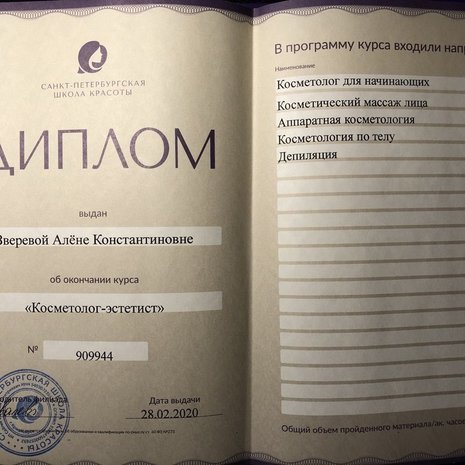 САНКТ-ПЕТЕРБУРГСКАЯ
ШКОЛА КРАСОТЫ
ДИПЛОМ
выдан
Зверевой Алёне Константиновне
об окончании курса
«Косметолог-эстетист»
№ 909944
Дата выдачи
28.02.2020
В программу курса входили напр
Наименование
Косметолог для начинающих
Косметический массаж лица
Аппаратная косметология
Косметология по телу
Депиляция
Общий объем пройденного материала/ак. часов